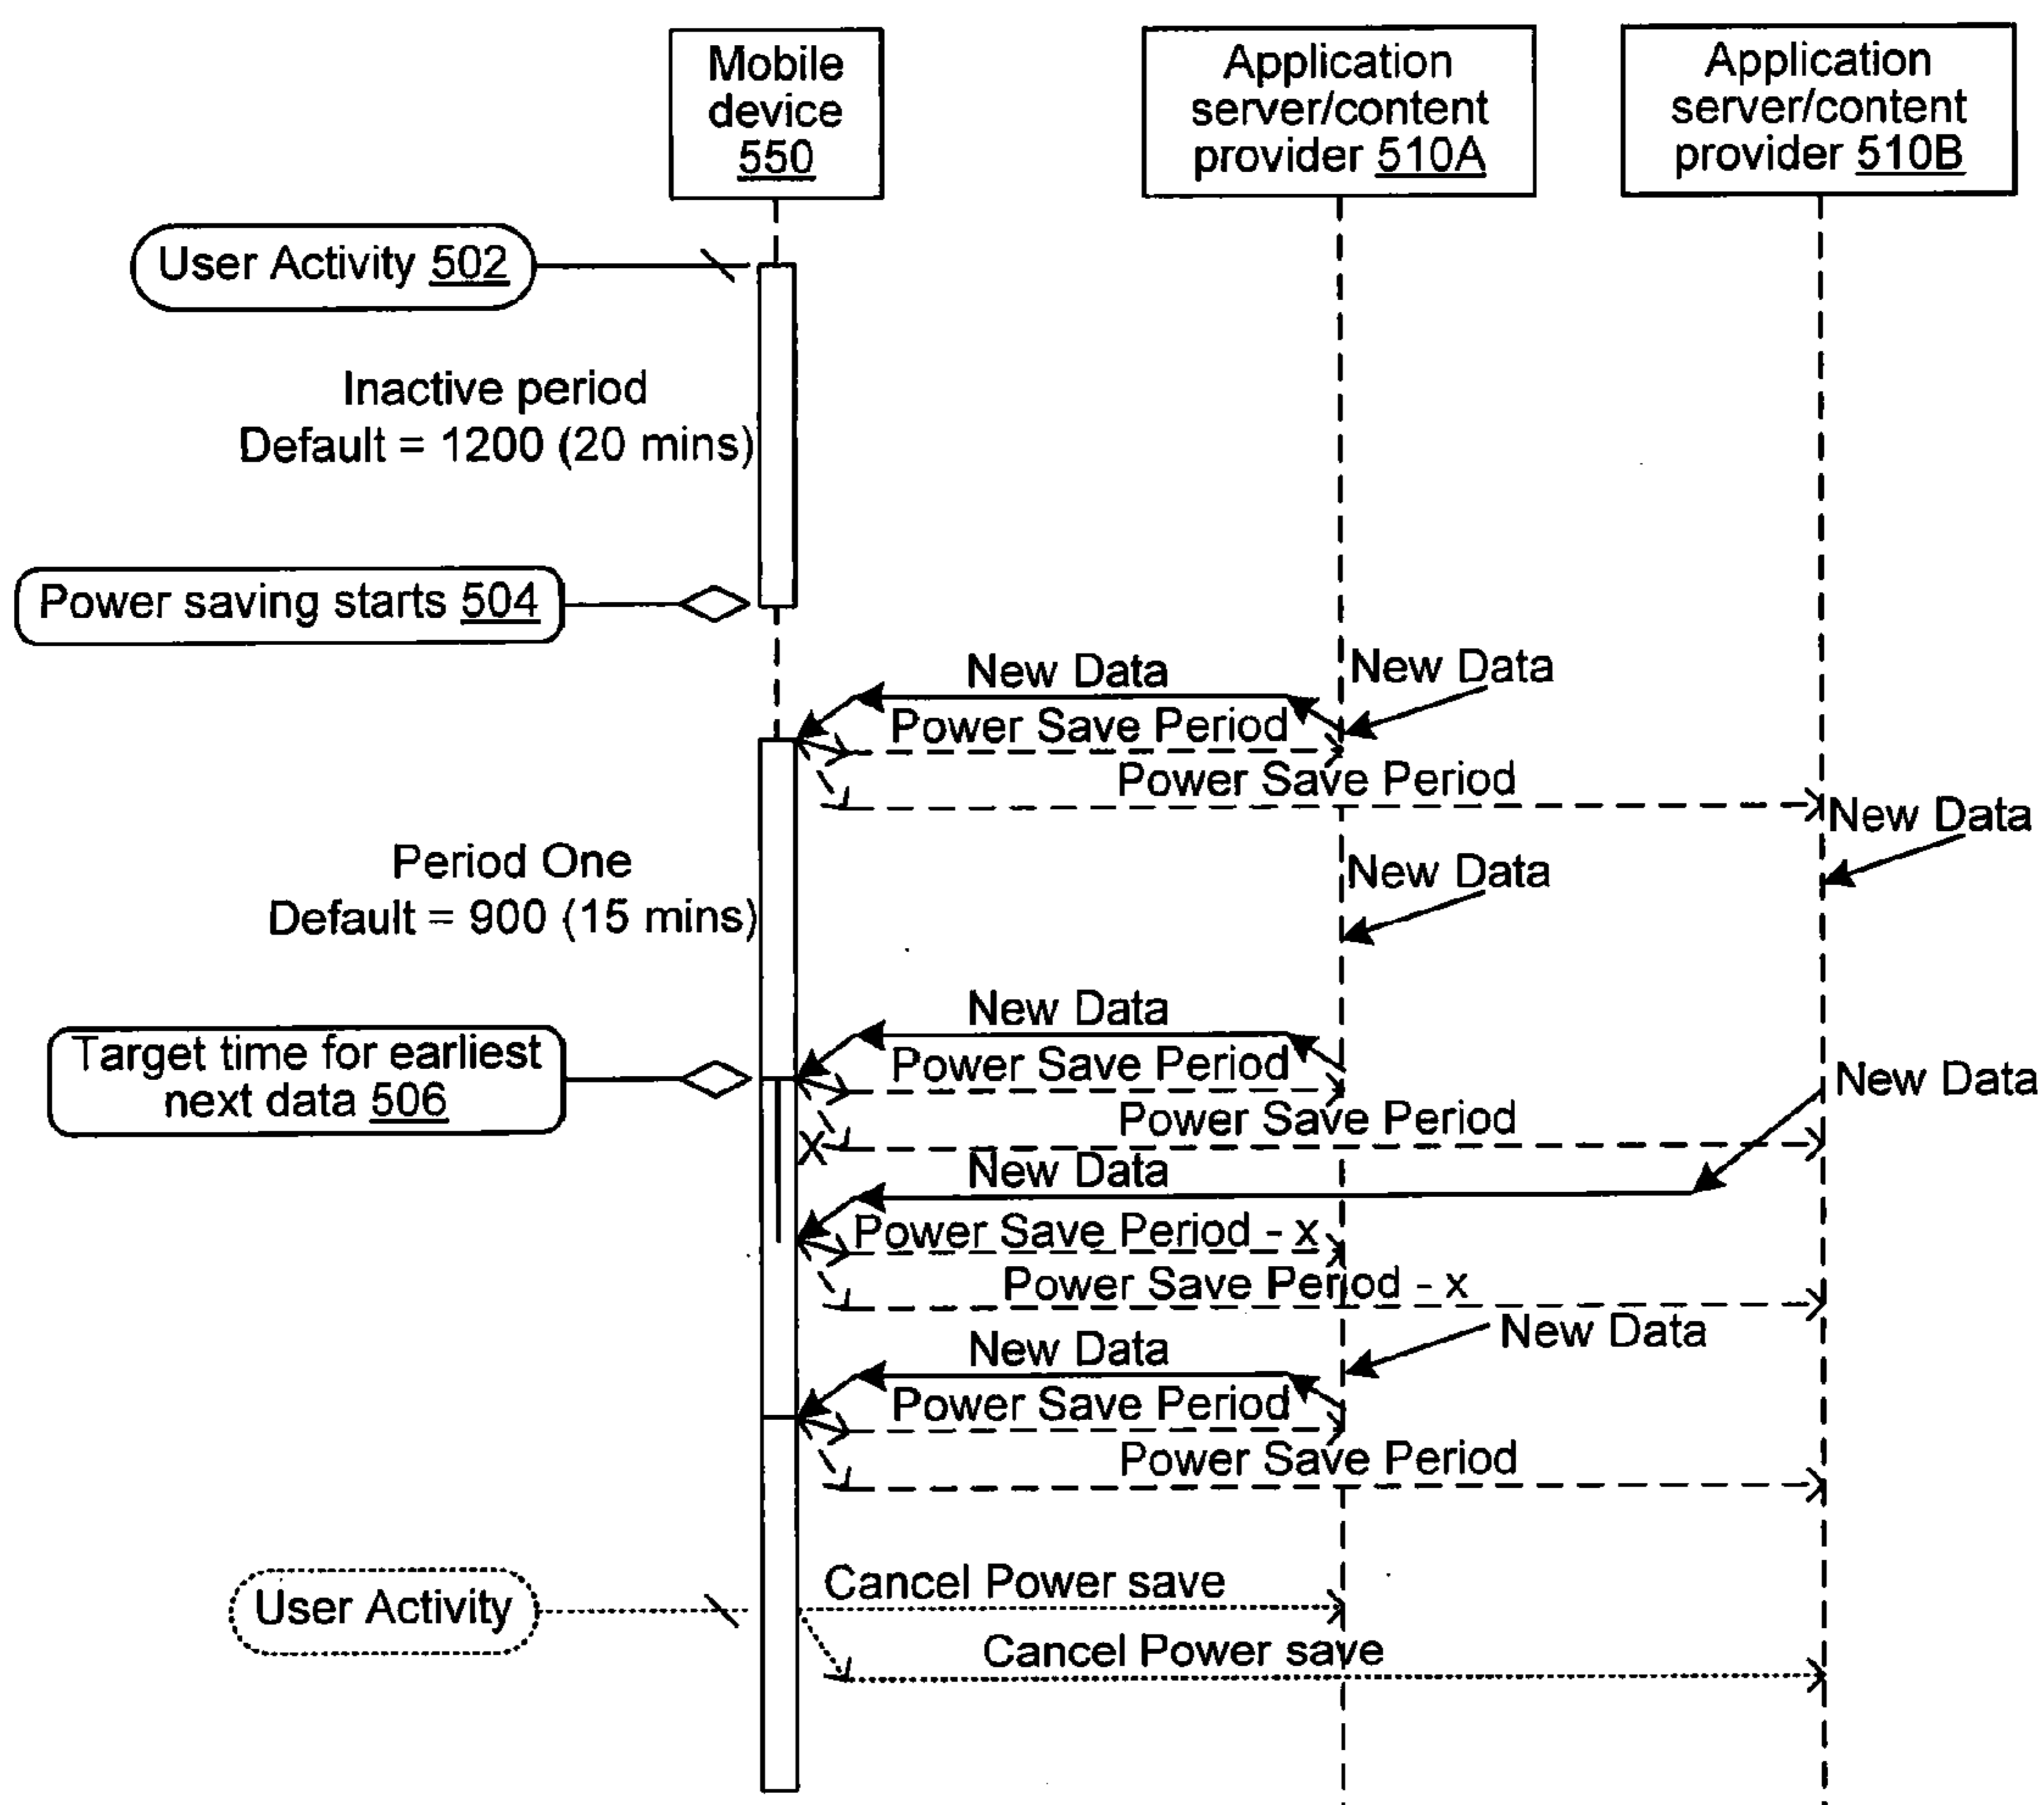 Mobile
device
550
Application
server/content
provider 510A
Application
server/content
provider 510B
User Activity 502
Inactive period
Default = 1200 (20 mins)
Power saving starts 504
New Data
New Data
Power Save Period
Power Save Period
New Data
Period One
Default = 900 (15 mins)
New Data
New Data
Target time for earliest
next data 506
Power Save Period
New Data
Power Save Period
X
New Data
Power Save Period - x
Power Save Period - x
New Data
New Data
Power Save Period
Power Save Period
User Activity
Cancel Power save
Cancel Power save